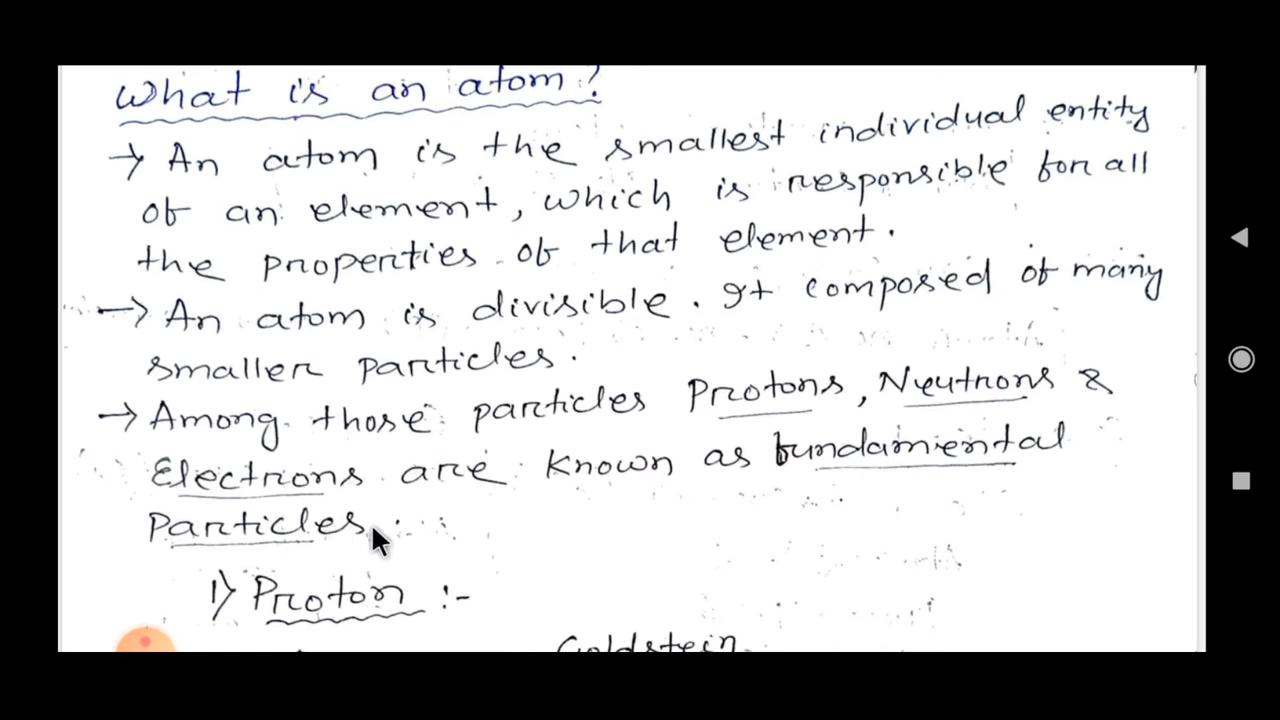 What is an atom?
→ An atom is the smallest individual entity
of an element, which is responsible for all
the properties of that element.
→ An atom is divisible. It composed of many
smaller particles.
→ Among those particles Protons, Neutrons &
Electrons are known as fundamental
Particles.
1) Proton :-
Goldstein